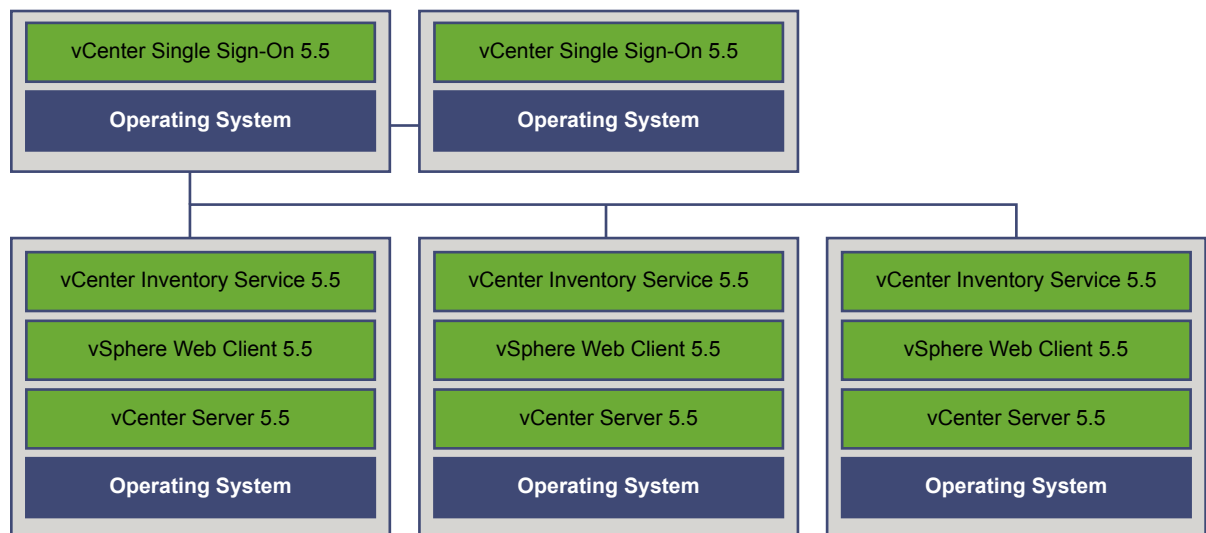 vCenter Single Sign-On 5.5
Operating System
vCenter Single Sign-On 5.5
Operating System
vCenter Inventory Service 5.5
vSphere Web Client 5.5
vCenter Server 5.5
Operating System
vCenter Inventory Service 5.5
vSphere Web Client 5.5
vCenter Server 5.5
Operating System
vCenter Inventory Service 5.5
vSphere Web Client 5.5
vCenter Server 5.5
Operating System